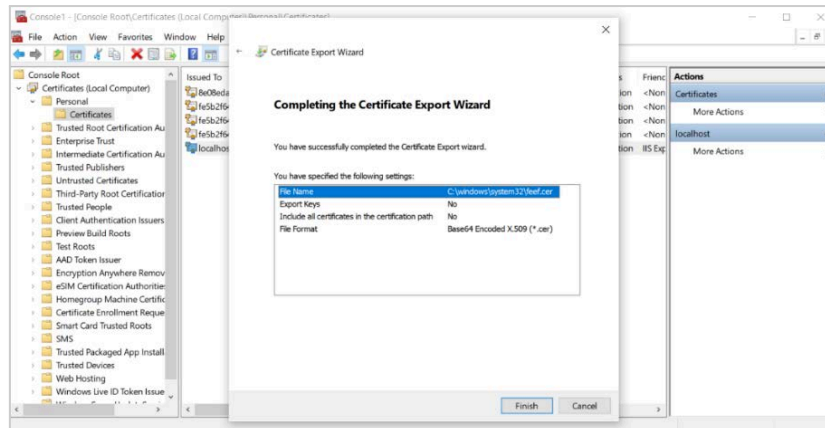 Console1 - [Console Root\Certificates (Local Computer)\Personal\Certificates]
File Action View Favorites Window Help
Console Root
Certificates (Local Computer)
Personal
Certificates
Trusted Root Certification Au
Enterprise Trust
Intermediate Certification Au
Trusted Publishers
Untrusted Certificates
Third-Party Root Certification
Trusted People
Client Authentication Issuers
Preview Build Roots
Test Roots
AAD Token Issuer
Encryption Anywhere Remov
eSIM Certification Authorities
Homegroup Machine Certific
Certificate Enrollment Reque
Smart Card Trusted Roots
SMS
Trusted Packaged App Install
Trusted Devices
Web Hosting
Windows Live ID Token Issue
Issued To
8e08eda
fe5b2f6
fe5b2f6
fe5b2f6
localhos
Certificate Export Wizard
Completing the Certificate Export Wizard
You have successfully completed the Certificate Export wizard.
You have specified the following settings:
File Name C:\windows\system32\feef.cer
Export Keys No
Include all certificates in the certification path No
File Format Base64 Encoded X.509 (*.cer)
Finish Cancel
s Frienc
ion <Non
tion <Non
tion <Non
ion <Non
tion IIS Exp
Actions
Certificates
More Actions
localhost
More Actions